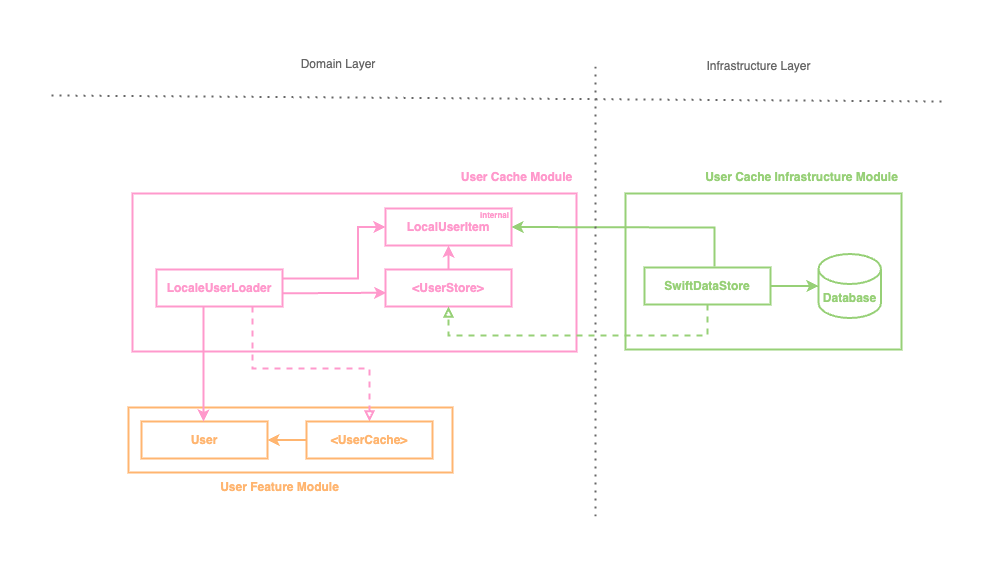 Domain Layer
Infrastructure Layer
User Cache Module
User Cache Infrastructure Module
Internal
LocalUserItem
LocaleUserLoader
<UserStore>
SwiftDataStore
Database
User
<UserCache>
User Feature Module